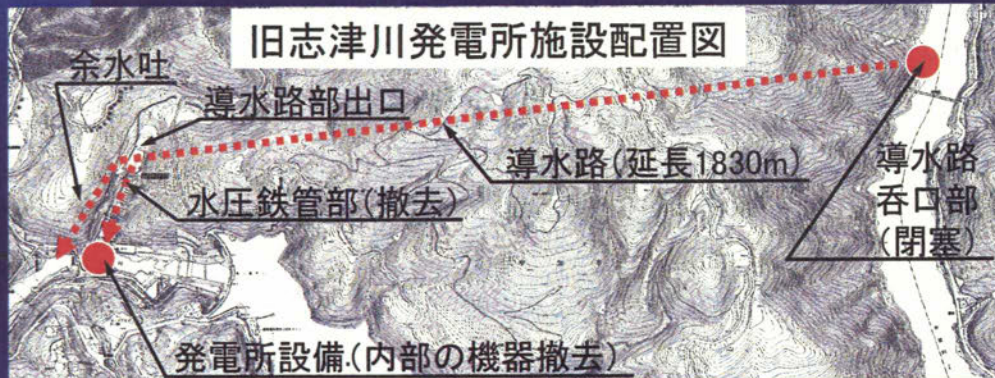 旧志津川発電所施設配置図
余水吐
導水路部出口
導水路(延長1830m)
導水路
呑口部
(閉塞)
水圧鉄管部(撤去)
発電所設備.(内部の機器撤去)